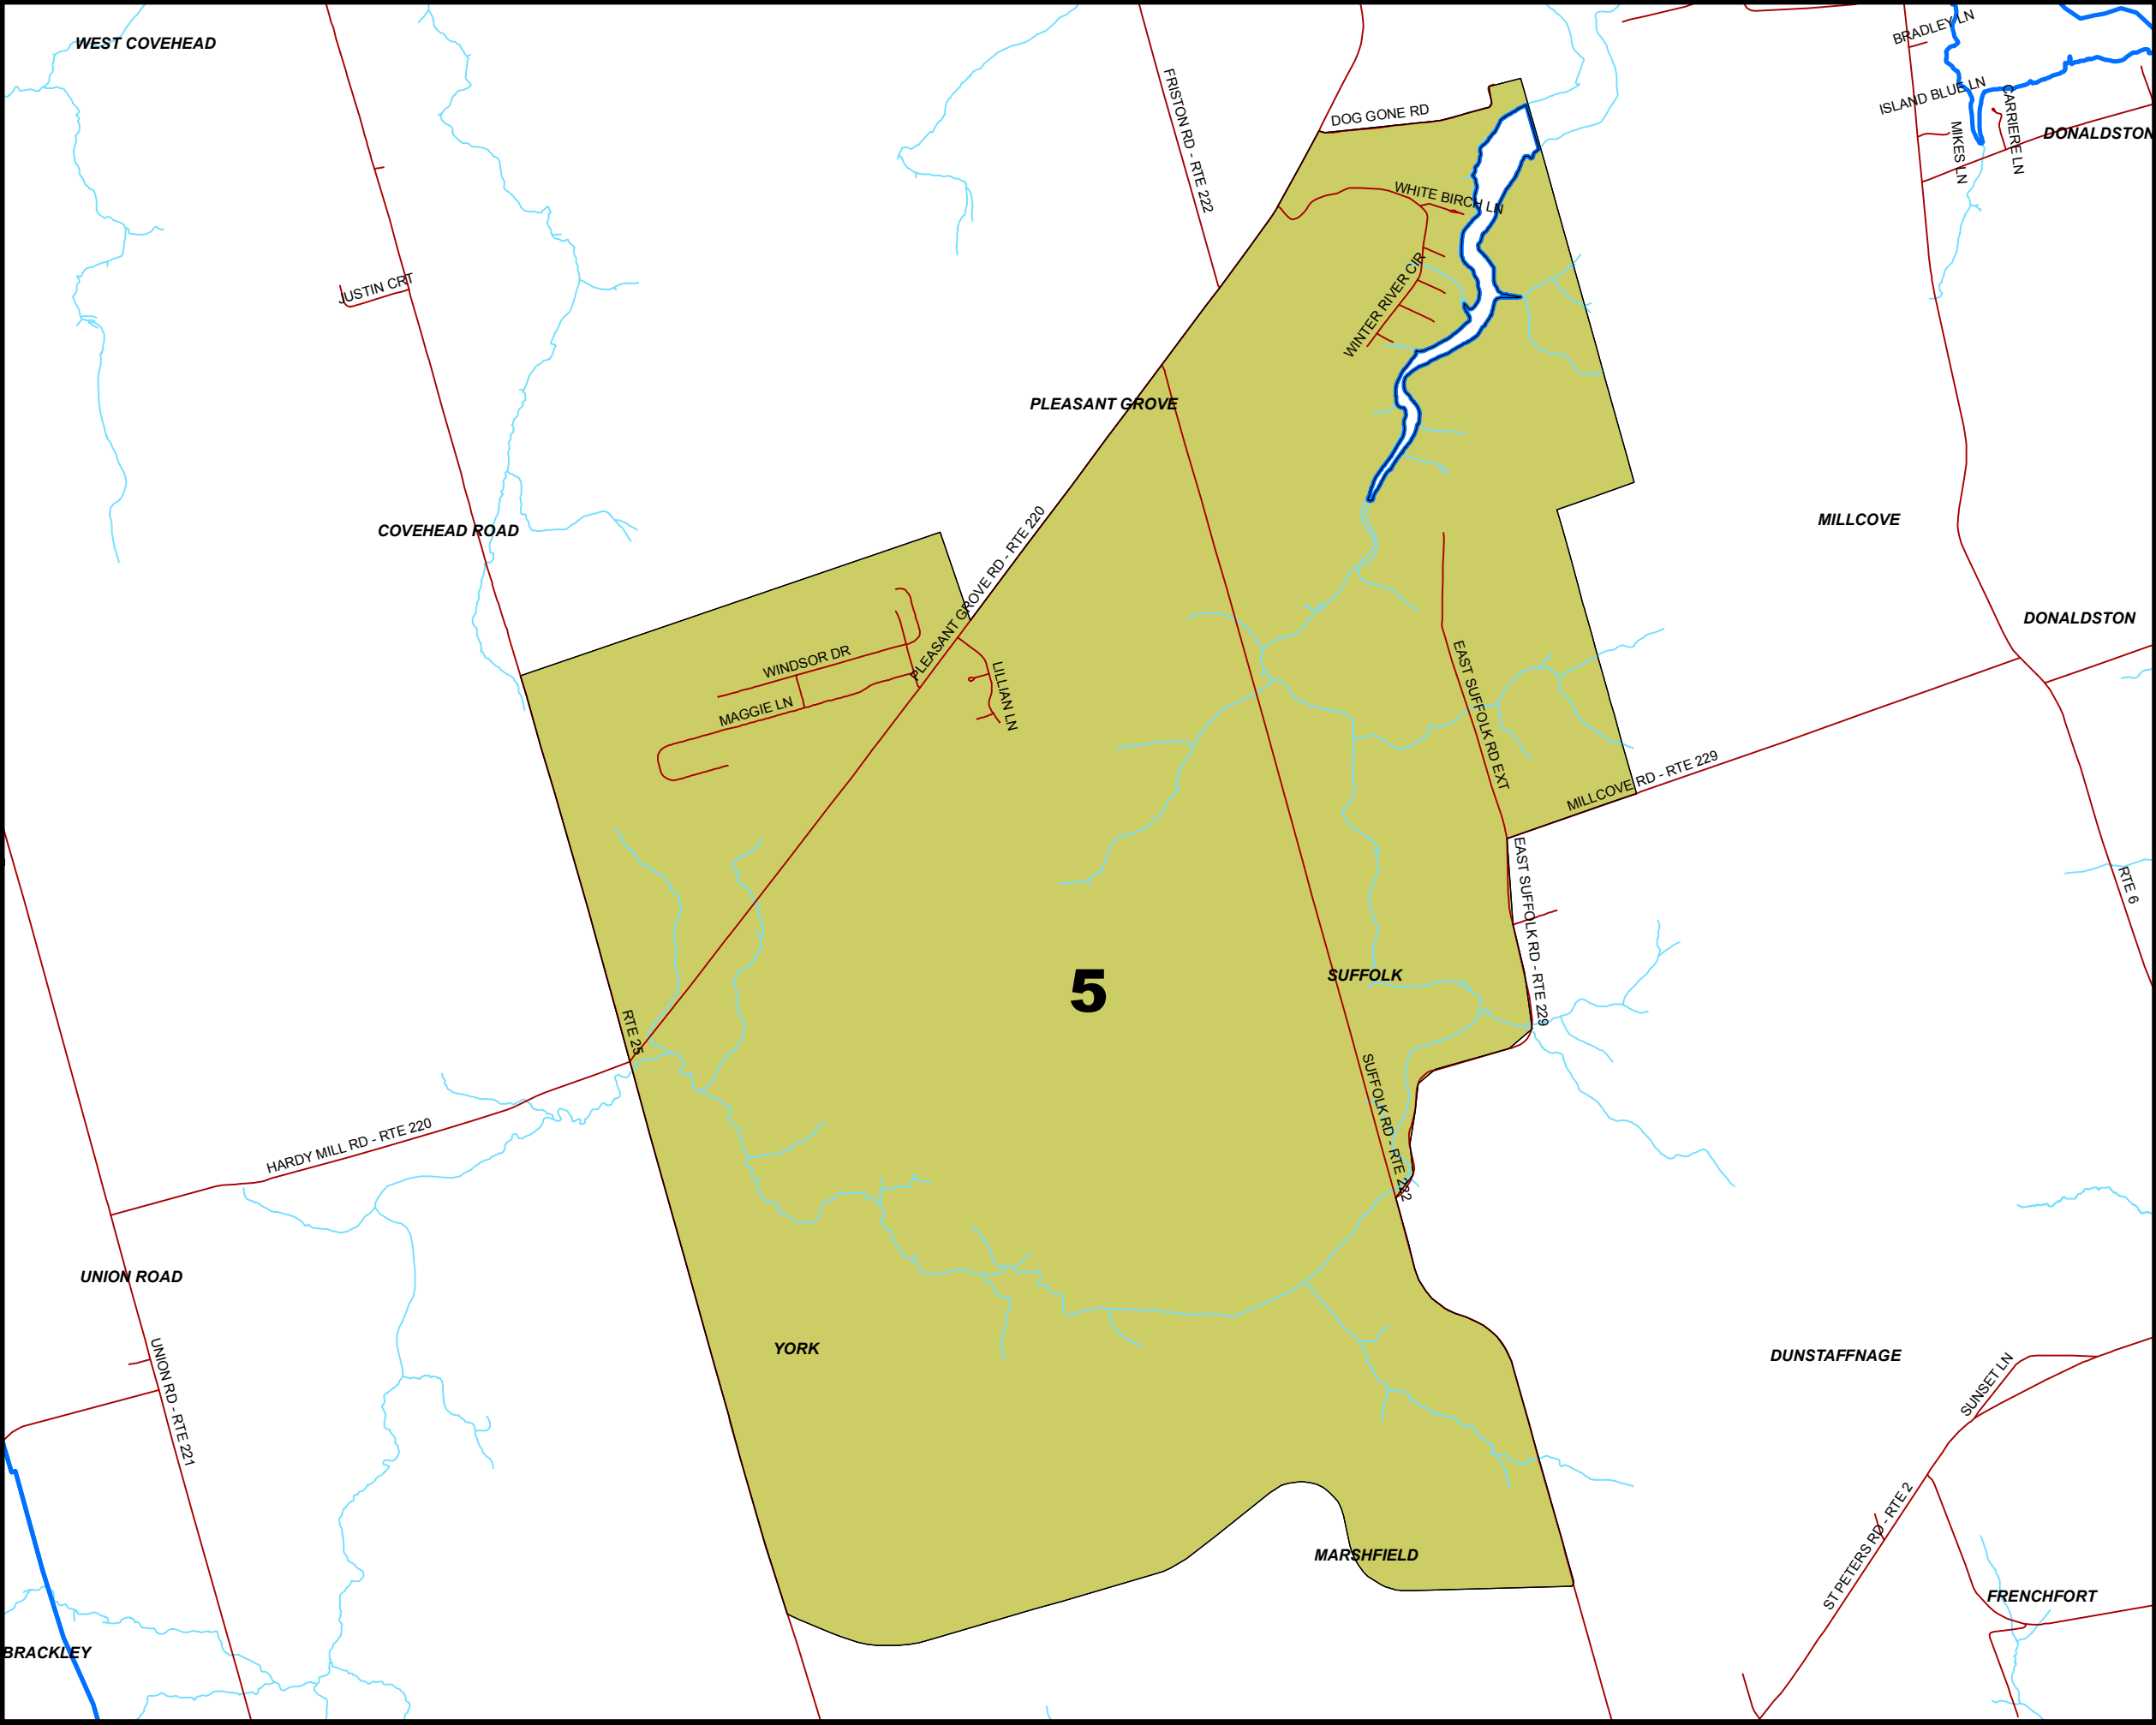 WEST COVEHEAD
BRADLEY LN
ISLAND BLUE LN
CARRIERE LN
MIKES LN
DONALDSTON
FRISTON RD - RTE 222
DOG GONE RD
WHITE BIRCH LN
WINTER RIVER CIR
JUSTIN CRT
PLEASANT GROVE
COVEHEAD ROAD
PLEASANT GROVE RD - RTE 220
MILLCOVE
DONALDSTON
WINDSOR DR
MAGGIE LN
LILLIAN LN
EAST SUFFOLK RD EXT
MILLCOVE RD - RTE 229
EAST SUFFOLK RD - RTE 229
RTE 6
5
SUFFOLK
RTE 25
SUFFOLK RD - RTE 222
HARDY MILL RD - RTE 220
UNION ROAD
UNION RD - RTE 221
YORK
DUNSTAFFNAGE
SUNSET LN
ST PETERS RD - RTE 2
MARSHFIELD
FRENCHFORT
BRACKLEY